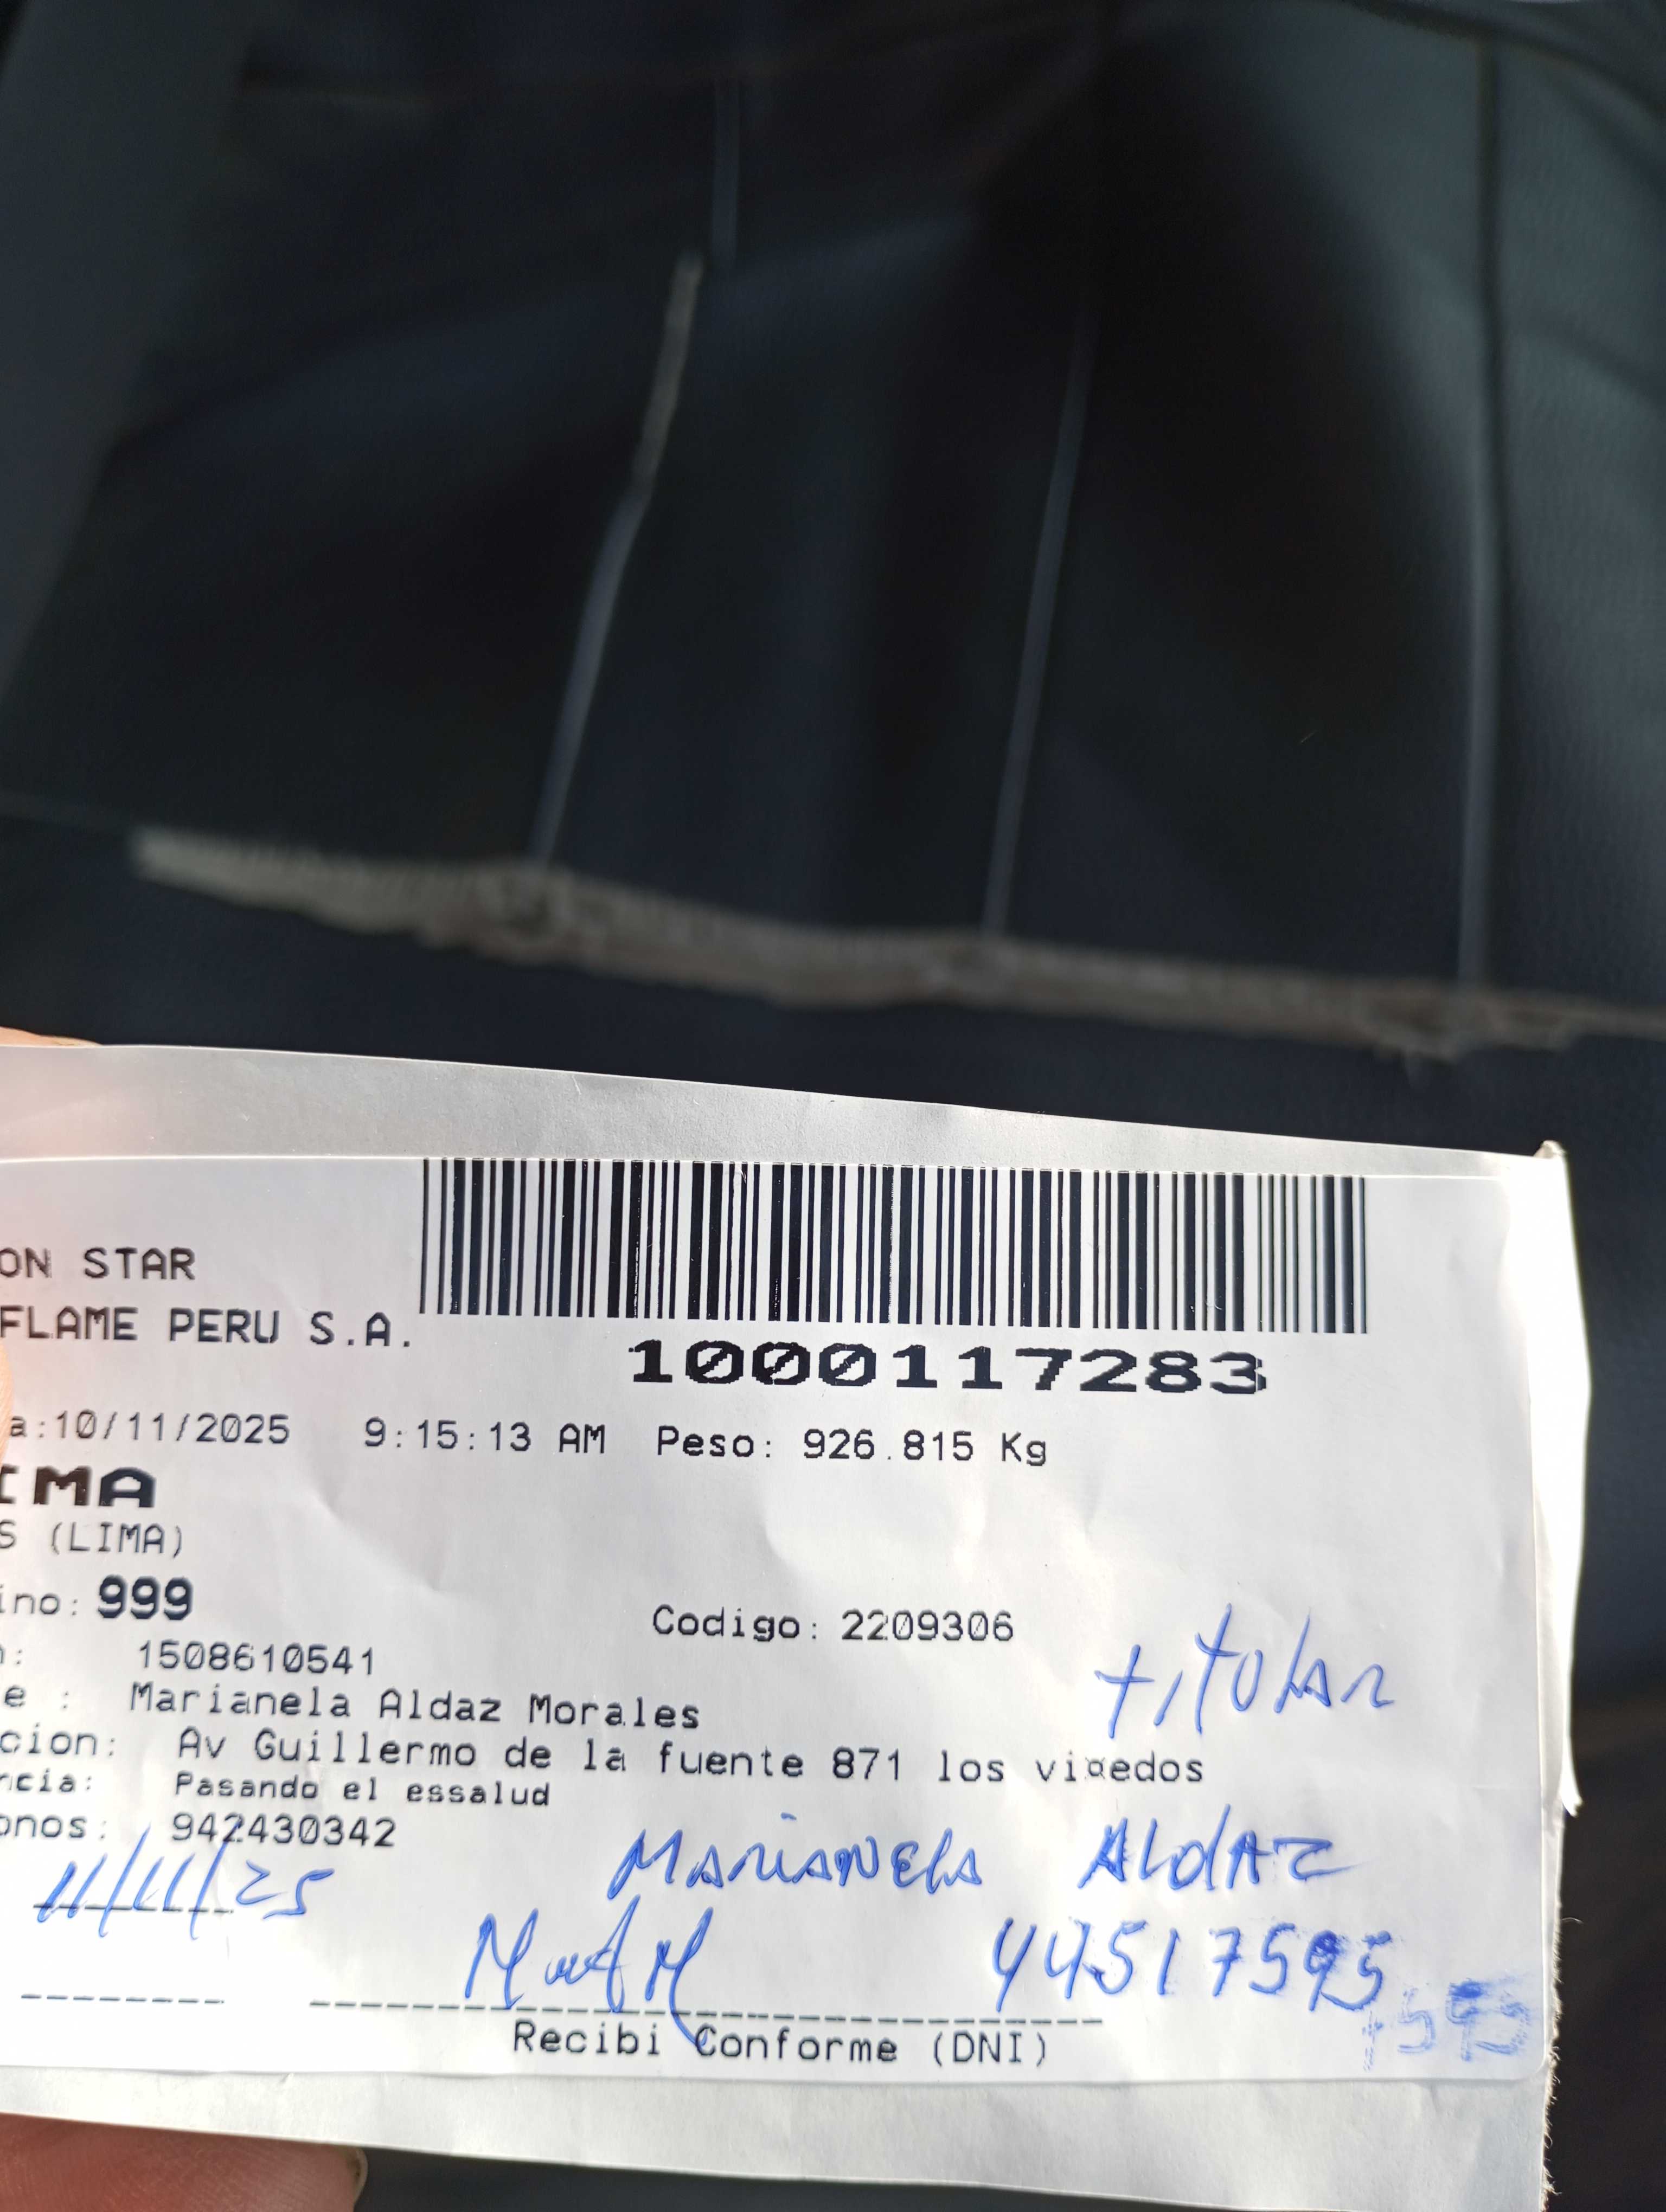 ON STAR
FLAME PERU S.A.
1000117283
a:10/11/2025 9:15:13 AM Peso: 926.815 Kg
IMA
S (LIMA)
ino: 999
Codigo: 2209306
: 1508610541
titular
e : Marianela Aldaz Morales
cion: Av Guillermo de la fuente 871 los viñedos
ncia: Pasando el essalud
onos: 942430342
11/11/25 Marianela Aldaz
44517595
7595
Recibi Conforme (DNI)